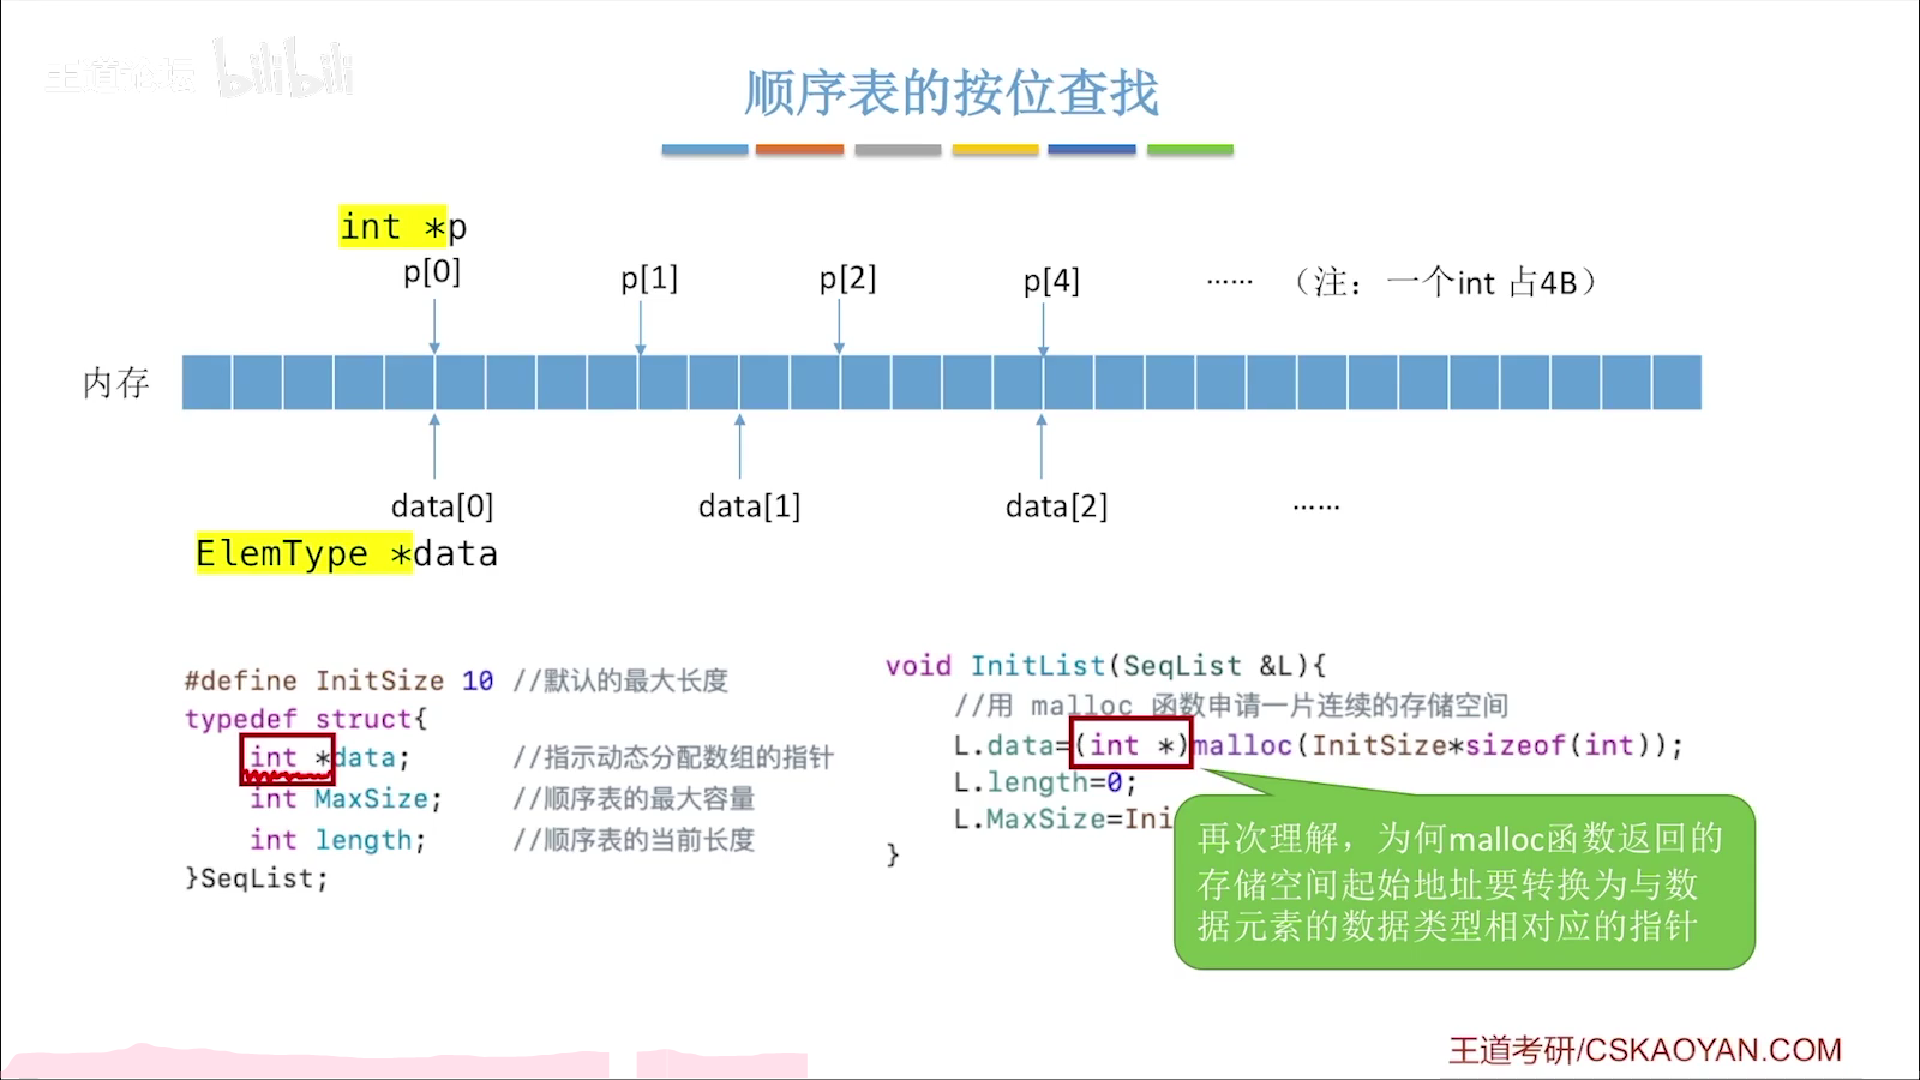 王道论坛 bilibili
顺序表的按位查找
int *p
p[0] p[1] p[2] p[4] …… （注：一个int 占4B）
内存
data[0] data[1] data[2] ……
ElemType *data
#define InitSize 10 //默认的最大长度
typedef struct{
int *data; //指示动态分配数组的指针
int MaxSize; //顺序表的最大容量
int length; //顺序表的当前长度
}SeqList;
void InitList(SeqList &L){
//用 malloc 函数申请一片连续的存储空间
L.data=(int *)malloc(InitSize*sizeof(int));
L.length=0;
L.MaxSize=Ini
}
再次理解，为何malloc函数返回的
存储空间起始地址要转换为与数
据元素的数据类型相对应的指针
王道考研/CSKAOYAN.COM